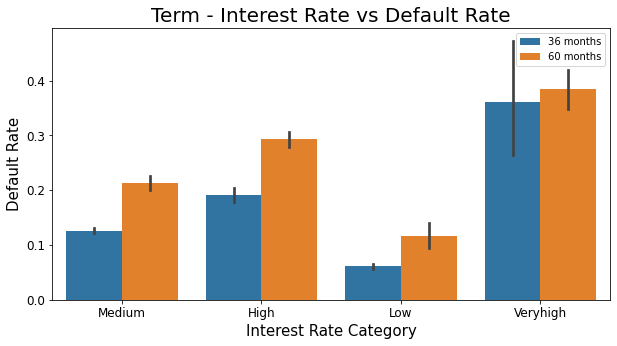 Term - Interest Rate vs Default Rate
36 months
60 months
Default Rate
0.4
0.3
0.2
0.1
0.0
Medium
High
Low
Veryhigh
Interest Rate Category